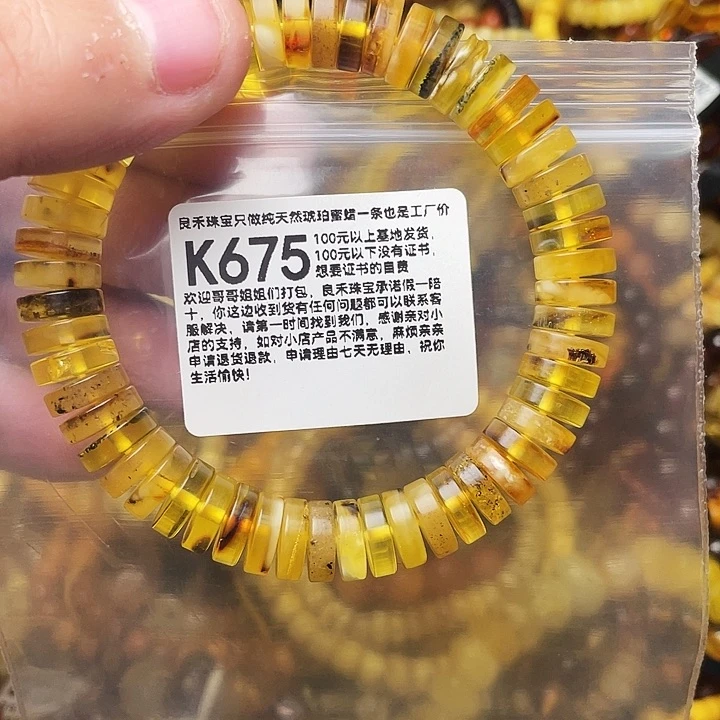 良禾珠宝只做纯天然琥珀蜜蜡一条也是工厂价
K675
100元以上基地发货,
100元以下没有证书,
想要证书的自费
欢迎哥哥姐姐们打包, 良禾珠宝承诺假一赔
十, 你这边收到货有任何问题都可以联系客
服解决, 请第一时间找到我们, 感谢亲对小
店的支持, 如对小店产品不满意, 麻烦亲亲
申请退货退款, 申请理由七天无理由, 祝你
生活愉快!